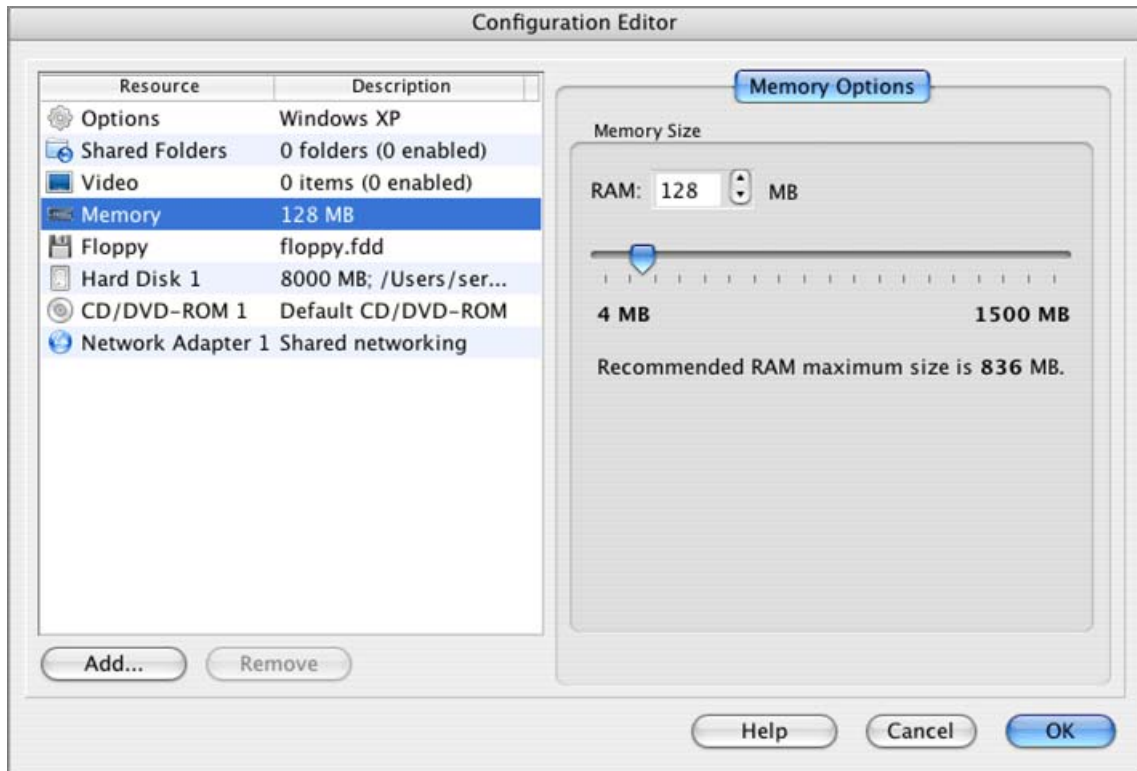 Configuration Editor
Resource Description
Options Windows XP
Shared Folders 0 folders (0 enabled)
Video 0 items (0 enabled)
Memory 128 MB
Floppy floppy.fdd
Hard Disk 1 8000 MB; /Users/ser...
CD/DVD-ROM 1 Default CD/DVD-ROM
Network Adapter 1 Shared networking
Add... Remove
Memory Options
Memory Size
RAM: 128 MB
4 MB 1500 MB
Recommended RAM maximum size is 836 MB.
Help Cancel OK